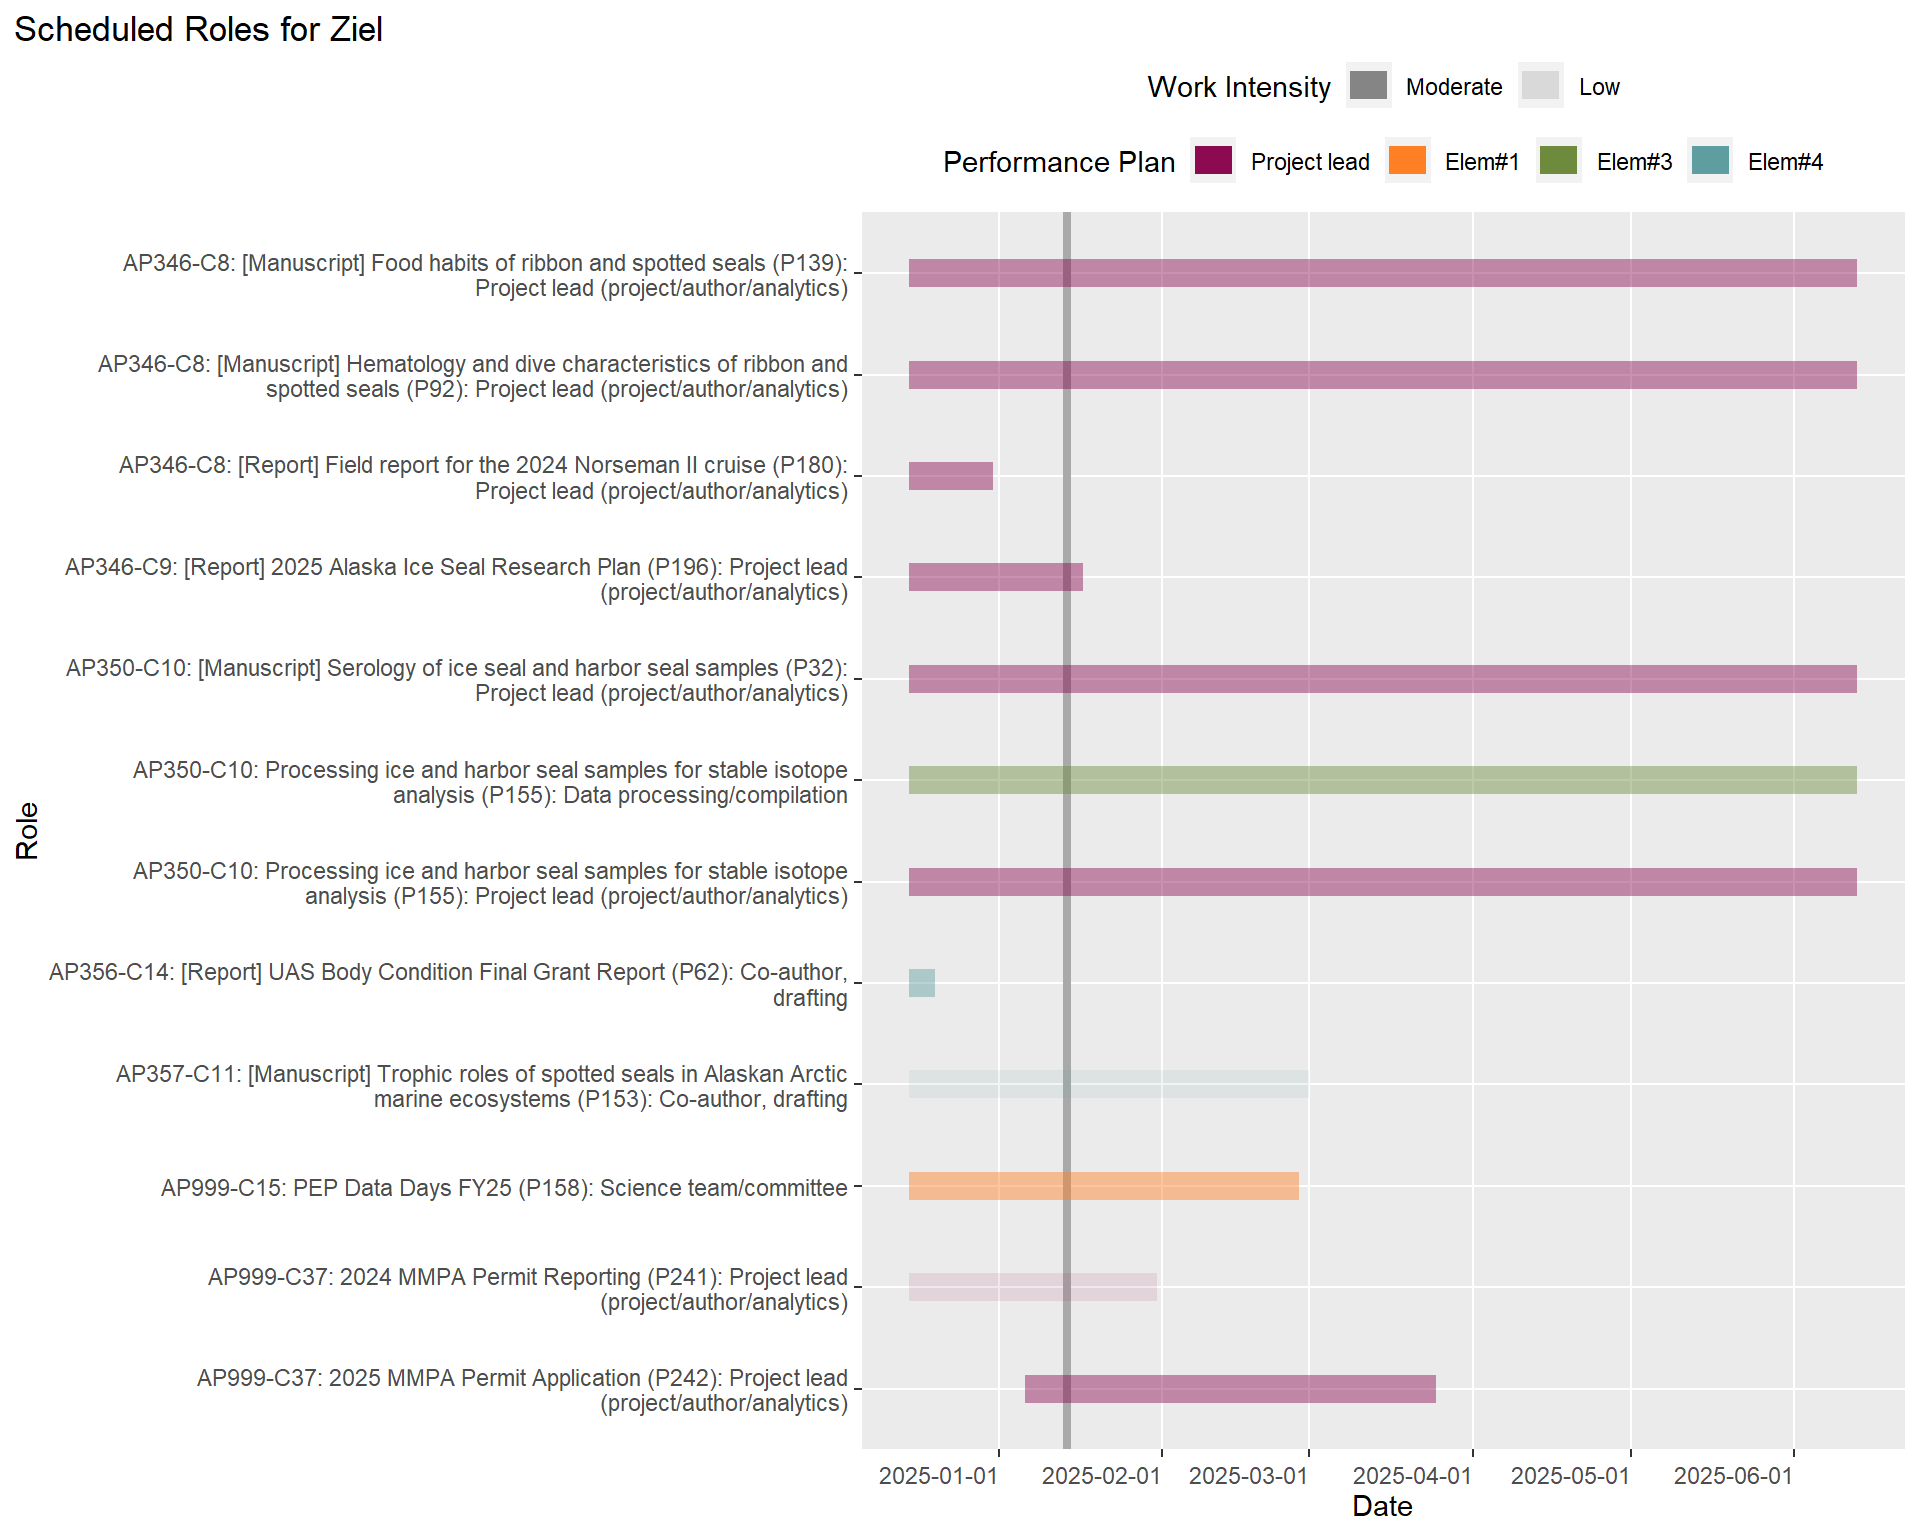 Scheduled Roles for Ziel
Work Intensity Moderate Low
Performance Plan Project lead Elem#1 Elem#3 Elem#4
AP346-C8: [Manuscript] Food habits of ribbon and spotted seals (P139):
Project lead (project/author/analytics)
AP346-C8: [Manuscript] Hematology and dive characteristics of ribbon and
spotted seals (P92): Project lead (project/author/analytics)
AP346-C8: [Report] Field report for the 2024 Norseman II cruise (P180):
Project lead (project/author/analytics)
AP346-C9: [Report] 2025 Alaska Ice Seal Research Plan (P196): Project lead
(project/author/analytics)
AP350-C10: [Manuscript] Serology of ice seal and harbor seal samples (P32):
Project lead (project/author/analytics)
AP350-C10: Processing ice and harbor seal samples for stable isotope
analysis (P155): Data processing/compilation
AP350-C10: Processing ice and harbor seal samples for stable isotope
analysis (P155): Project lead (project/author/analytics)
AP356-C14: [Report] UAS Body Condition Final Grant Report (P62): Co-author,
drafting
AP357-C11: [Manuscript] Trophic roles of spotted seals in Alaskan Arctic
marine ecosystems (P153): Co-author, drafting
AP999-C15: PEP Data Days FY25 (P158): Science team/committee
AP999-C37: 2024 MMPA Permit Reporting (P241): Project lead
(project/author/analytics)
AP999-C37: 2025 MMPA Permit Application (P242): Project lead
(project/author/analytics)
Role
2025-01-01 2025-02-01 2025-03-01 2025-04-01 2025-05-01 2025-06-01
Date